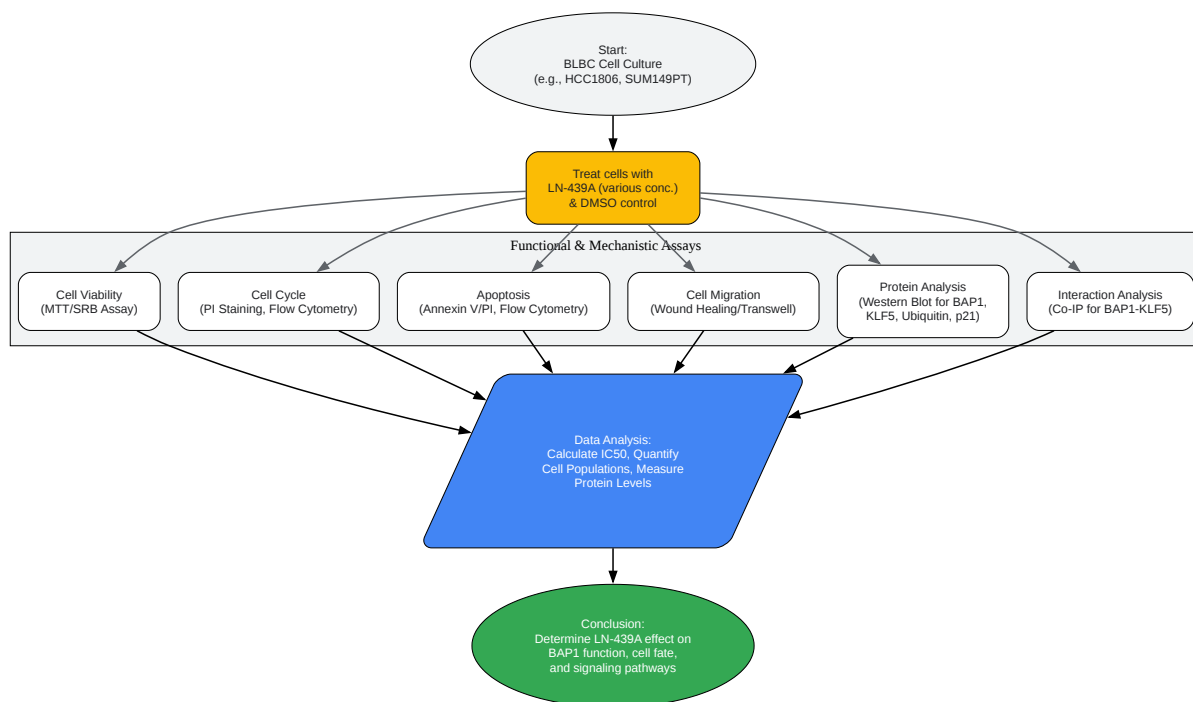 Start:
BLBC Cell Culture
(e.g., HCC1806, SUM149PT)
Treat cells with
LN-439A (various conc.)
& DMSO control
Functional & Mechanistic Assays
Cell Viability
(MTT/SRB Assay)
Cell Cycle
(PI Staining, Flow Cytometry)
Apoptosis
(Annexin V/PI, Flow Cytometry)
Cell Migration
(Wound Healing/Transwell)
Protein Analysis
(Western Blot for BAP1,
KLF5, Ubiquitin, p21)
Interaction Analysis
(Co-IP for BAP1-KLF5)
Data Analysis:
Calculate IC50, Quantify
Cell Populations, Measure
Protein Levels
Conclusion:
Determine LN-439A effect on
BAP1 function, cell fate,
and signaling pathways